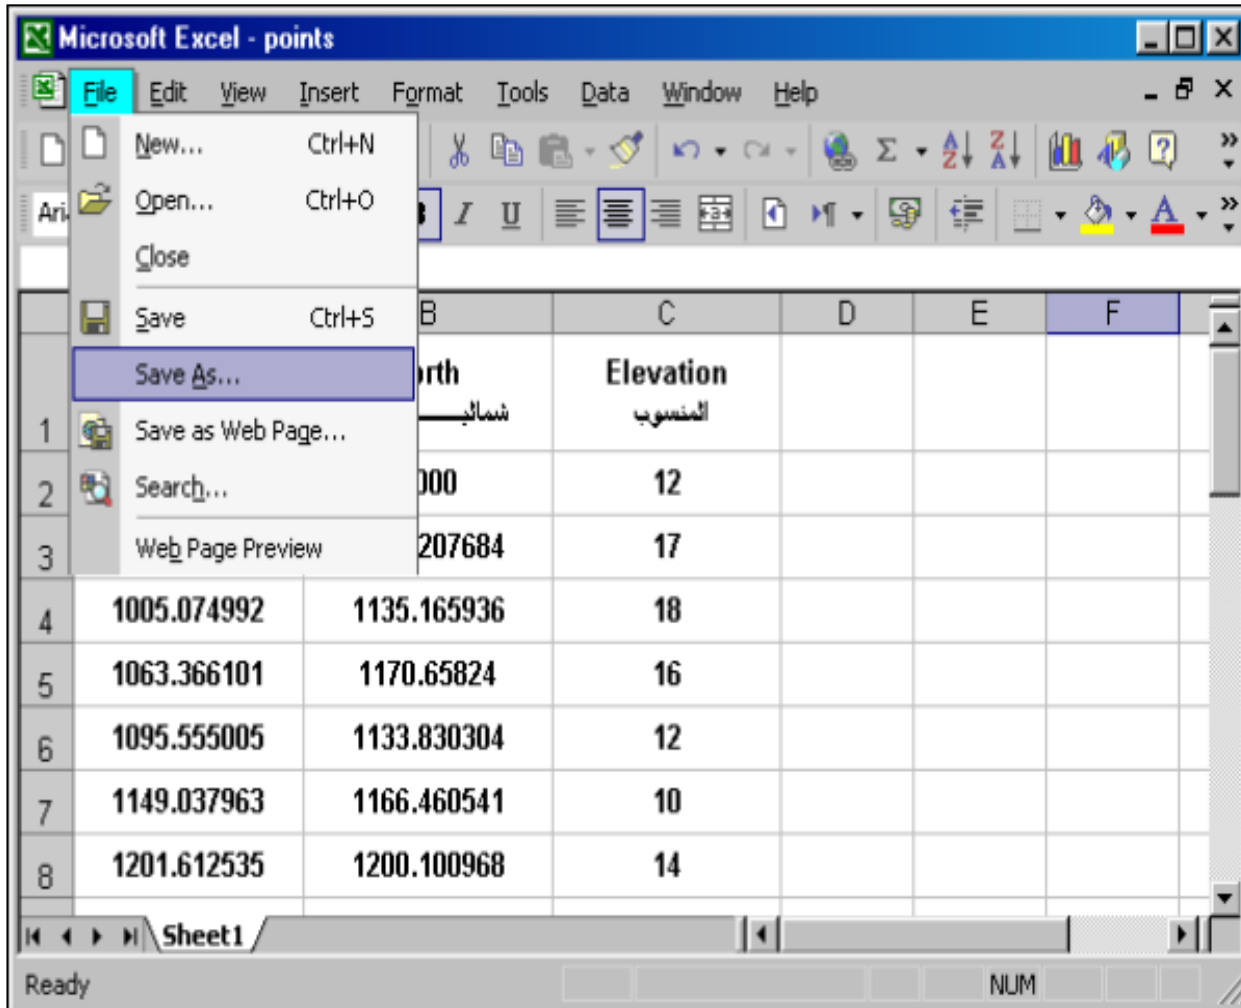 Microsoft Excel - points
File Edit View Insert Format Tools Data Window Help
New... Ctrl+N
Open... Ctrl+O
Close
Save Ctrl+S
Save As...
Save as Web Page...
Search...
Web Page Preview
Ari
B C D E F
rth Elevation
شماليـــــ المنسوب
1
2 000 12
3 207684 17
4 1005.074992 1135.165936 18
5 1063.366101 1170.65824 16
6 1095.555005 1133.830304 12
7 1149.037963 1166.460541 10
8 1201.612535 1200.100968 14
Sheet1
Ready NUM